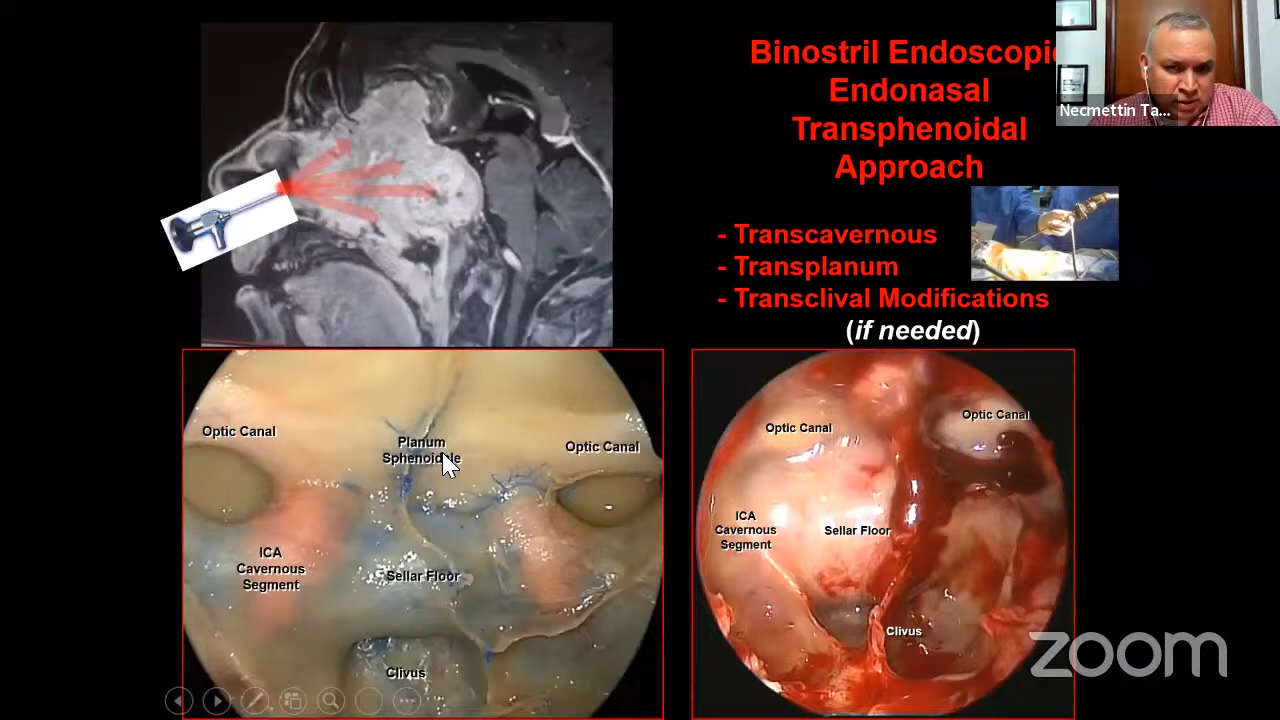 Binostril Endoscopic
Endonasal
Transphenoidal
Approach
Necmettin Ta...
- Transcavernous
- Transplanum
- Transclival Modifications
(if needed)
Optic Canal
Planum
Sphenoidale
Optic Canal
ICA
Cavernous
Segment
Sellar Floor
Clivus
Optic Canal
Optic Canal
ICA
Cavernous
Segment
Sellar Floor
Clivus
zoom